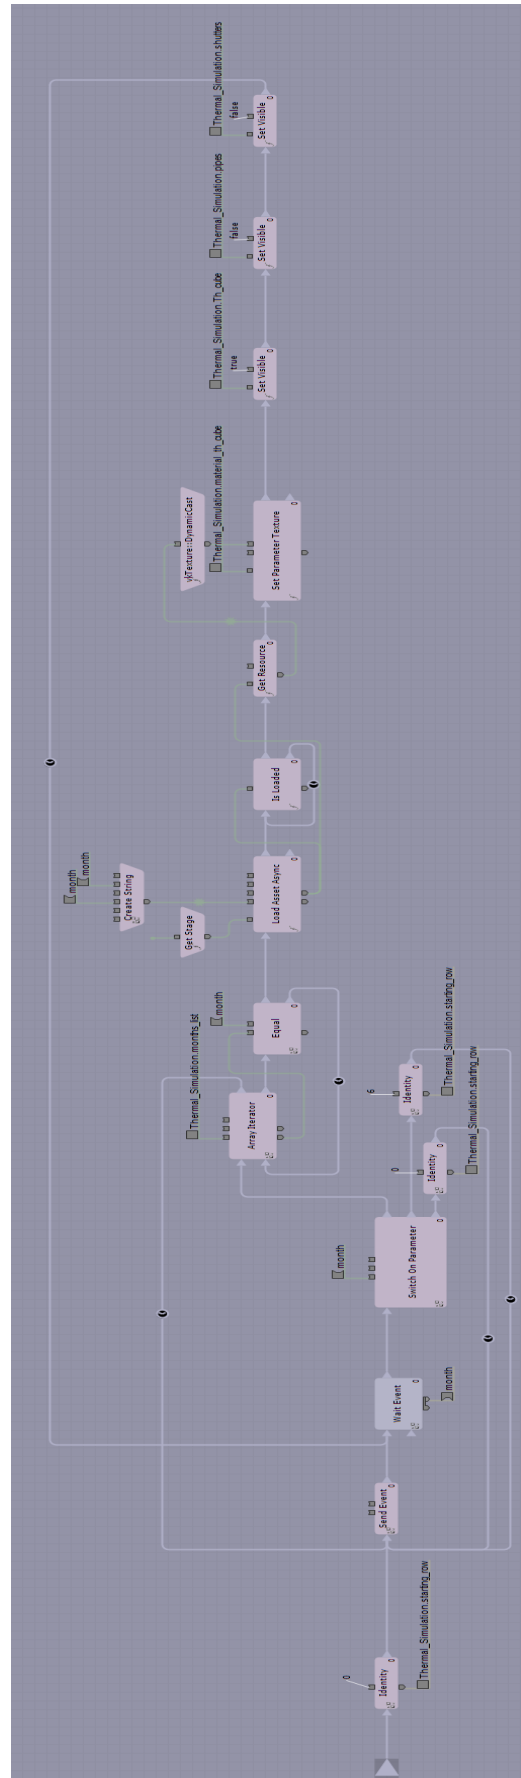 0
Identity
Thermal_Simulation.starting_row
Send Event
Wait Event
month
month
Switch On Parameter
0
Identity
Thermal_Simulation.starting_row
6
Identity
Thermal_Simulation.starting_row
Thermal_Simulation.months_list
Array Iterator
month
Equal
Get Stage
month
month
Create String
Load Asset Async
Is Loaded
Get Resource
vkTexture::DynamicCast
Thermal_Simulation.material_th_cube
Set Parameter Texture
Thermal_Simulation.Th_cube
true
Set Visible
Thermal_Simulation.pipes
false
Set Visible
Thermal_Simulation.shutters
false
Set Visible